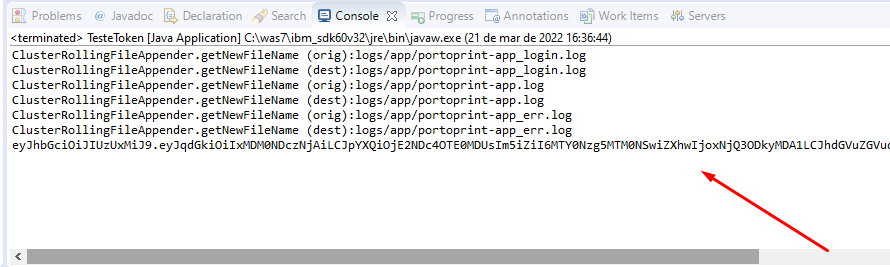 Problems @ Javadoc Declaration Search Console Progress Annotations Work Items Servers
<terminated> TesteToken [Java Application] C:\was7\ibm_sdk60v32\jre\bin\javaw.exe (21 de mar de 2022 16:36:44)
ClusterRollingFileAppender.getNewFileName (orig):logs/app/portoprint-app_login.log
ClusterRollingFileAppender.getNewFileName (dest):logs/app/portoprint-app_login.log
ClusterRollingFileAppender.getNewFileName (orig):logs/app/portoprint-app.log
ClusterRollingFileAppender.getNewFileName (dest):logs/app/portoprint-app.log
ClusterRollingFileAppender.getNewFileName (orig):logs/app/portoprint-app_err.log
ClusterRollingFileAppender.getNewFileName (dest):logs/app/portoprint-app_err.log
eyJhbGciOiJIUzUxMiJ9.eyJqdGkiOiIxMDM0NDczNjAiLCJpYXQiOjE2NDc4OTE0MDUsIm5iZiI6MTY0Nzg5MTM0NSwiZXhwIjoxNjQ3ODkyMDA1LCJhdGVuZGVud